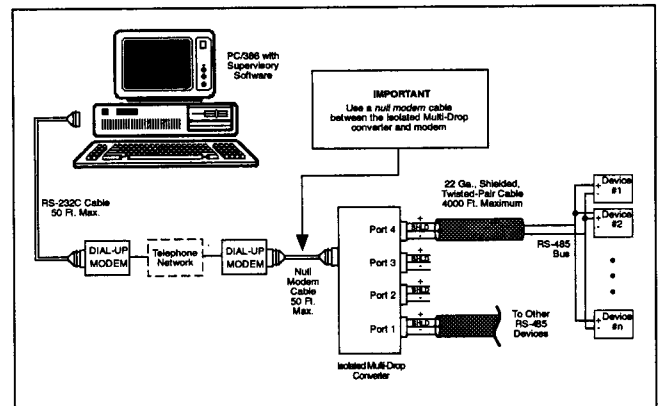 PC/386 with
Supervisory
Software
IMPORTANT
Use a null modem cable
between the Isolated Multi-Drop
converter and modem
RS-232C Cable
50 Ft. Max.
DIAL-UP
MODEM
Telephone
Network
DIAL-UP
MODEM
Null
Modem
Cable
50 Ft.
Max.
22 Ga., Shielded,
Twisted-Pair Cable
4000 Ft. Maximum
Port 4
+
SHLD
-
Port 3
+
SHLD
-
Port 2
+
SHLD
-
Port 1
+
SHLD
-
Isolated Multi-Drop
Converter
RS-485
Bus
To Other
RS-485
Devices
+
-
Device
#1
+
-
Device
#2
+
-
Device
#n